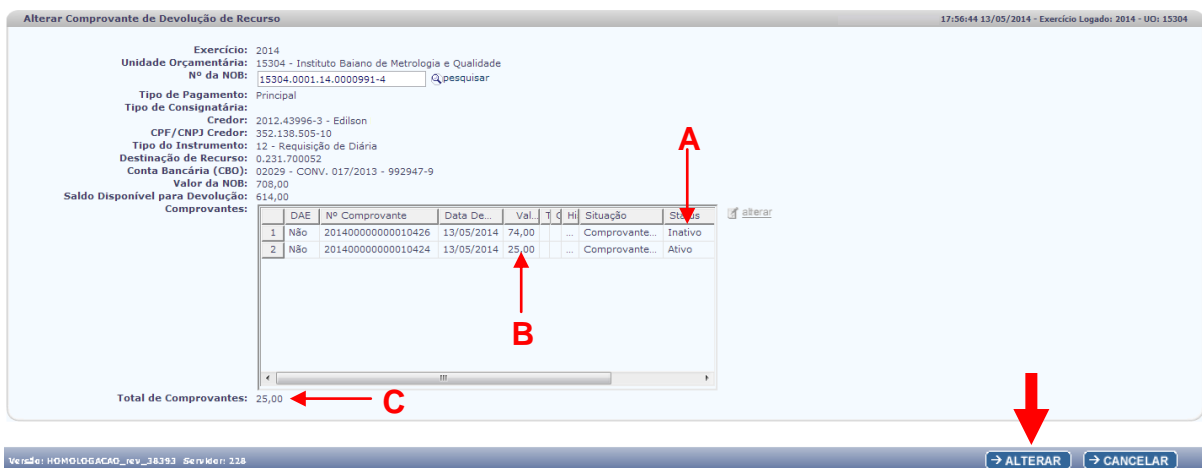 Alterar Comprovante de Devolução de Recurso 17:56:44 13/05/2014 - Exercício Logado: 2014 - UO: 15304
Exercício: 2014
Unidade Orçamentária: 15304 - Instituto Baiano de Metrologia e Qualidade
Nº da NOB: 15304.0001.14.0000991-4 pesquisar
Tipo de Pagamento: Principal
Tipo de Consignatária:
Credor: 2012.43996-3 - Edilson
CPF/CNPJ Credor: 352.138.505-10
Tipo do Instrumento: 12 - Requisição de Diária
Destinação de Recurso: 0.231.700052
Conta Bancária (CBO): 02029 - CONV. 017/2013 - 992947-9
Valor da NOB: 708,00
Saldo Disponível para Devolução: 614,00
Comprovantes:
DAE Nº Comprovante Data De... Val... T Hi Situação Status alterar
1 Não 201400000000010426 13/05/2014 74,00 ... Comprovante... Inativo
2 Não 201400000000010424 13/05/2014 25,00 ... Comprovante... Ativo
A
B
Total de Comprovantes: 25,00 C
Versão: HOMOLOGACAO_rev_38393 Servidor: 228 ALTERAR CANCELAR